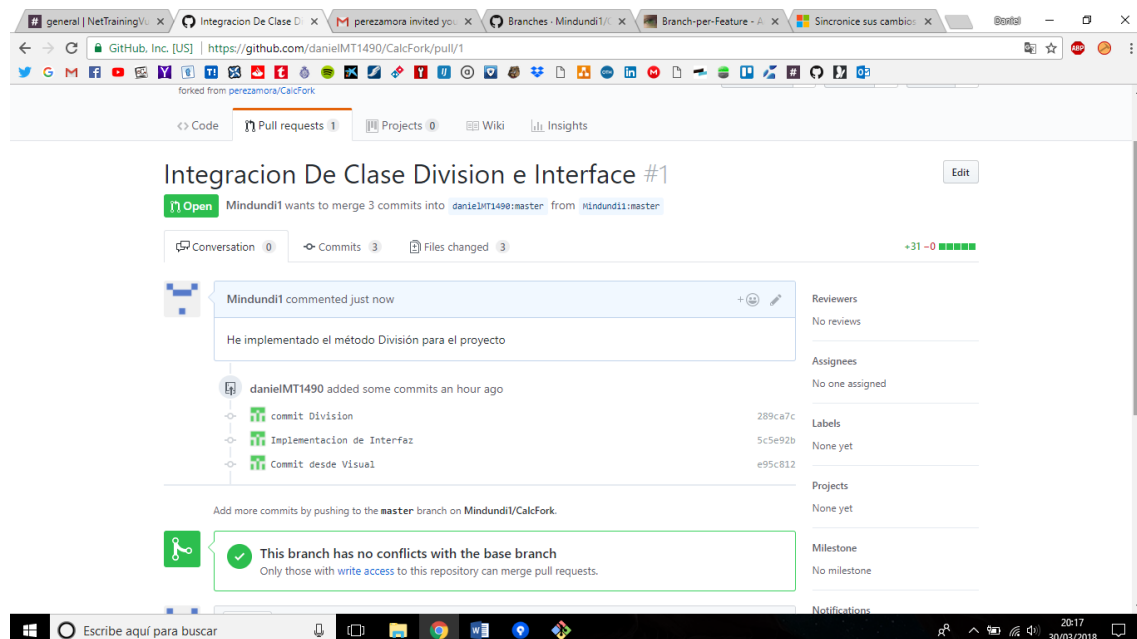 general | NetTrainingVi
Integracion De Clase Di
perezamora invited you
Branches · Mindundi1/C
Branch-per-Feature - A
Sincronice sus cambios
Daniel
GitHub, Inc. [US] | https://github.com/danielMT1490/CalcFork/pull/1
forked from perezamora/CalcFork
Code
Pull requests 1
Projects 0
Wiki
Insights
Integracion De Clase Division e Interface #1
Edit
Open
Mindundi1 wants to merge 3 commits into danielMT1490:master from Mindundi1:master
Conversation 0
Commits 3
Files changed 3
+31 −0
Mindundi1 commented just now
He implementado el método División para el proyecto
danielMT1490 added some commits an hour ago
commit Division 289ca7c
Implementacion de Interfaz 5c5e92b
Commit desde Visual e95c812
Add more commits by pushing to the master branch on Mindundi1/CalcFork.
This branch has no conflicts with the base branch
Only those with write access to this repository can merge pull requests.
Reviewers
No reviews
Assignees
No one assigned
Labels
None yet
Projects
None yet
Milestone
No milestone
Notifications
Escribe aquí para buscar
20:17
30/03/2018